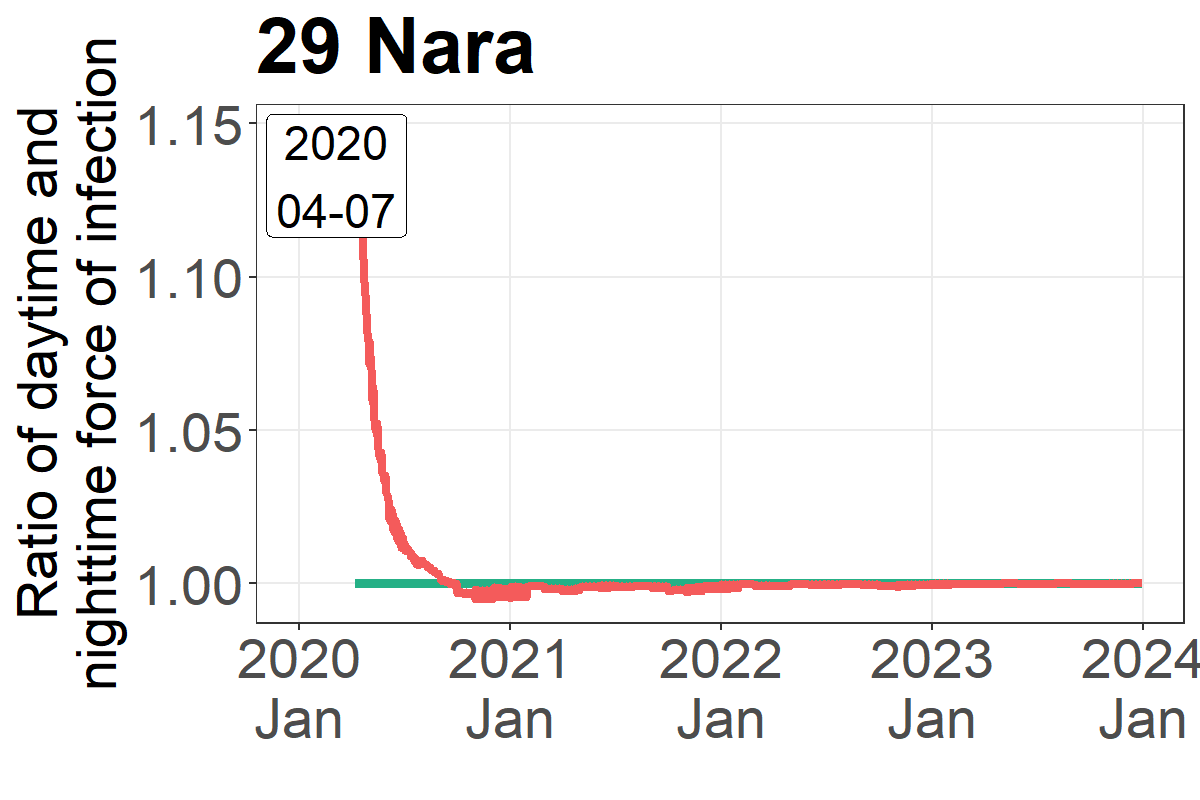 29 Nara
Ratio of daytime and
nighttime force of infection
1.15
1.10
1.05
1.00
2020
04-07
2020
Jan
2021
Jan
2022
Jan
2023
Jan
2024
Jan